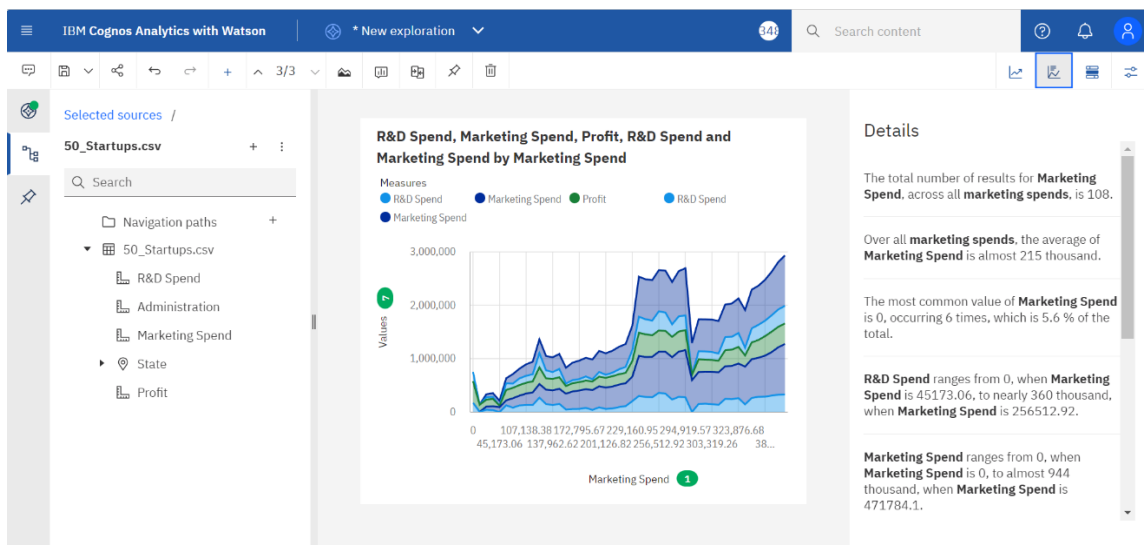 IBM Cognos Analytics with Watson
* New exploration
Search content
3/3
Selected sources /
50_Startups.csv
Search
Navigation paths
50_Startups.csv
R&D Spend
Administration
Marketing Spend
State
Profit
R&D Spend, Marketing Spend, Profit, R&D Spend and
Marketing Spend by Marketing Spend
Measures
R&D Spend Marketing Spend Profit R&D Spend
Marketing Spend
3,000,000
2,000,000
1,000,000
0
Values 7
0 107,138.38 172,795.67 229,160.95 294,919.57 323,876.68
45,173.06 137,962.62 201,126.82 256,512.92 303,319.26 38...
Marketing Spend 1
Details
The total number of results for Marketing
Spend, across all marketing spends, is 108.
Over all marketing spends, the average of
Marketing Spend is almost 215 thousand.
The most common value of Marketing Spend
is 0, occurring 6 times, which is 5.6 % of the
total.
R&D Spend ranges from 0, when Marketing
Spend is 45173.06, to nearly 360 thousand,
when Marketing Spend is 256512.92.
Marketing Spend ranges from 0, when
Marketing Spend is 0, to almost 944
thousand, when Marketing Spend is
471784.1.